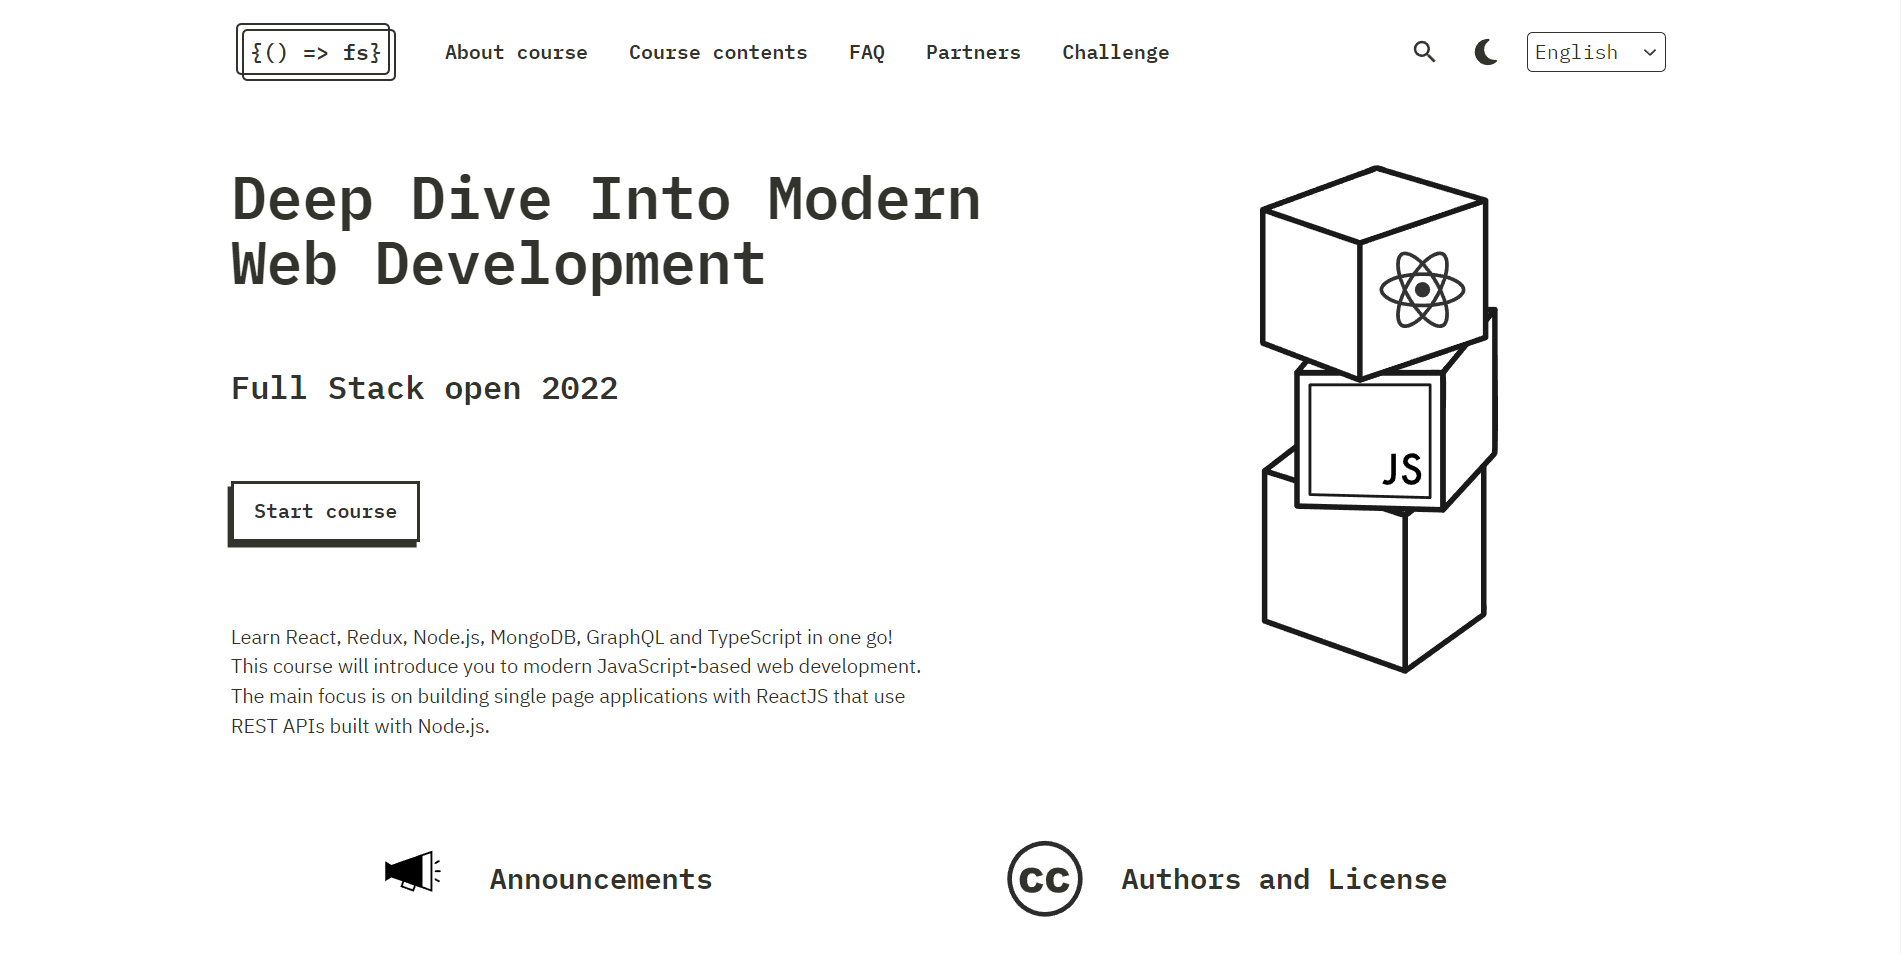 {() => fs}
About course
Course contents
FAQ
Partners
Challenge
English
Deep Dive Into Modern
Web Development
Full Stack open 2022
Start course
Learn React, Redux, Node.js, MongoDB, GraphQL and TypeScript in one go!
This course will introduce you to modern JavaScript-based web development.
The main focus is on building single page applications with ReactJS that use
REST APIs built with Node.js.
JS
Announcements
cc
Authors and License